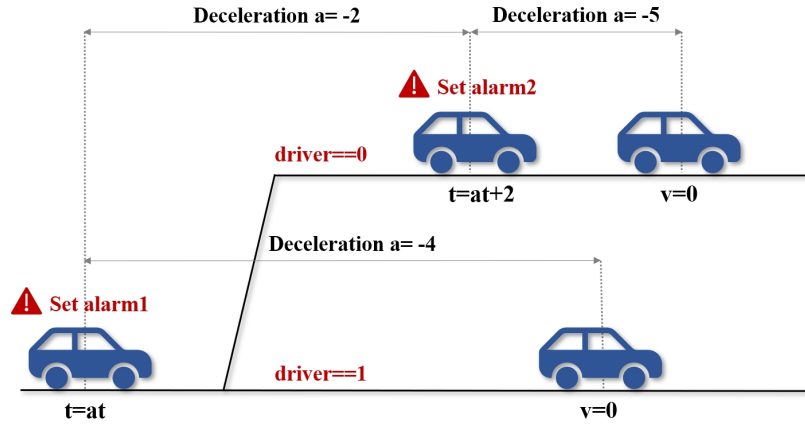 Deceleration a= -2
Deceleration a= -5
Set alarm2
driver==0
t=at+2
v=0
Deceleration a= -4
Set alarm1
driver==1
t=at
v=0